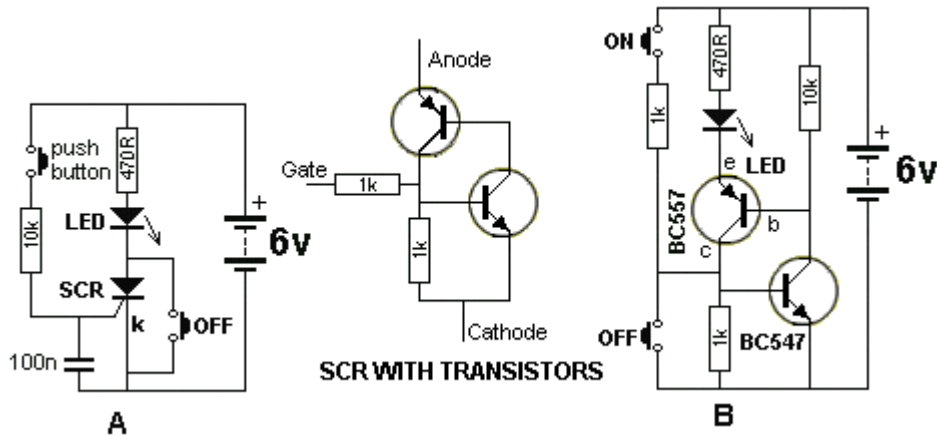 push
button
10k
470R
LED
SCR
k
OFF
100n
+
6v
A
Anode
Gate
1k
1k
Cathode
SCR WITH TRANSISTORS
ON
1k
470R
LED
10k
e
b
c
BC557
OFF
1k
BC547
+
6v
B